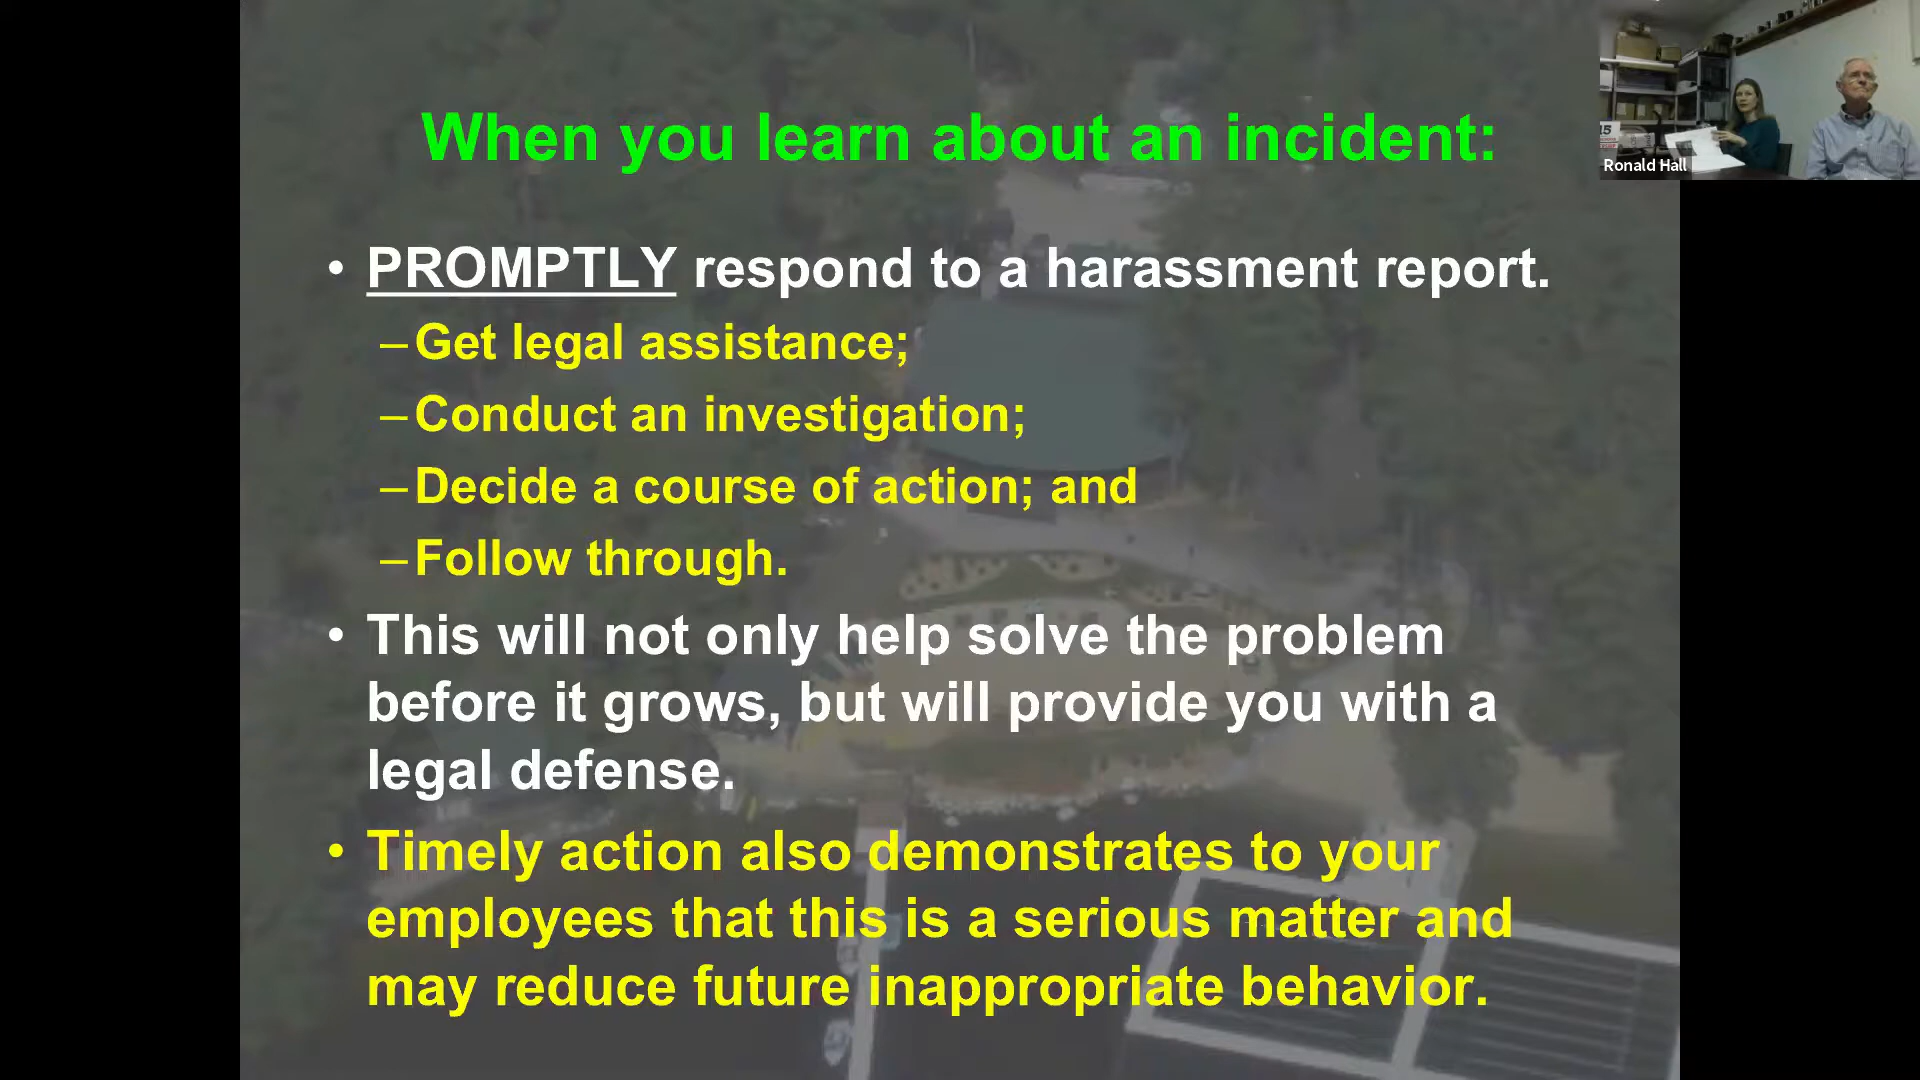 When you learn about an incident:
• PROMPTLY respond to a harassment report.
–Get legal assistance;
–Conduct an investigation;
–Decide a course of action; and
–Follow through.
• This will not only help solve the problem
before it grows, but will provide you with a
legal defense.
• Timely action also demonstrates to your
employees that this is a serious matter and
may reduce future inappropriate behavior.
15
Ronald Hall